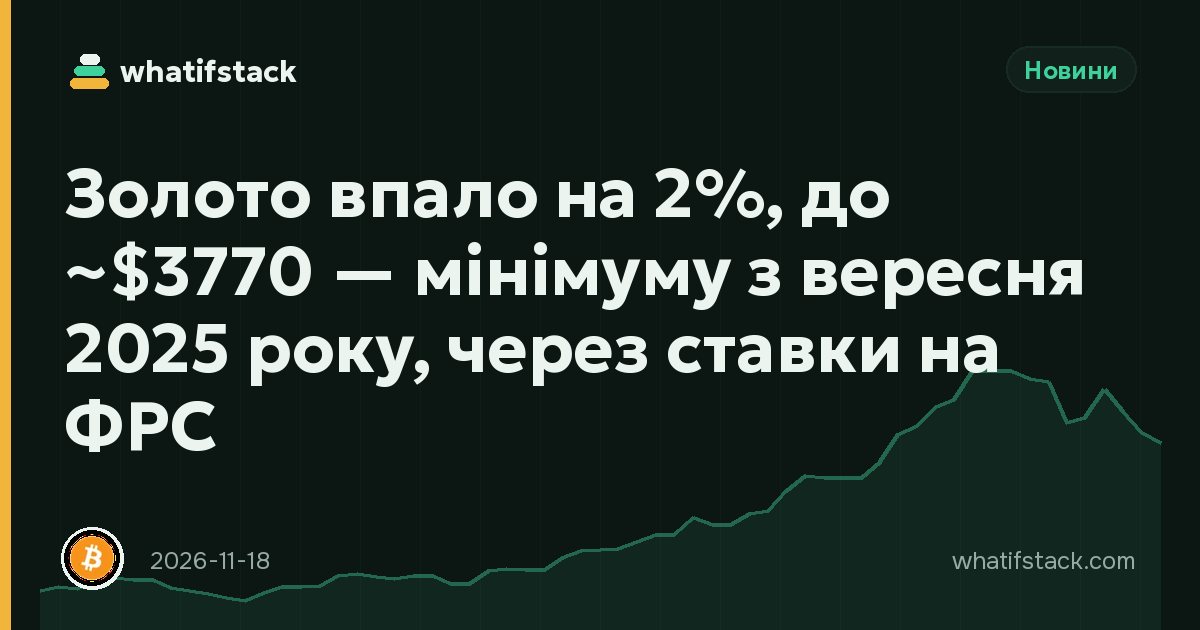 whatifstack
Новини
Золото впало на 2%, до
~$3770 — мінімуму з вересня
2025 року, через ставки на
ФРС
2026-11-18
whatifstack.com